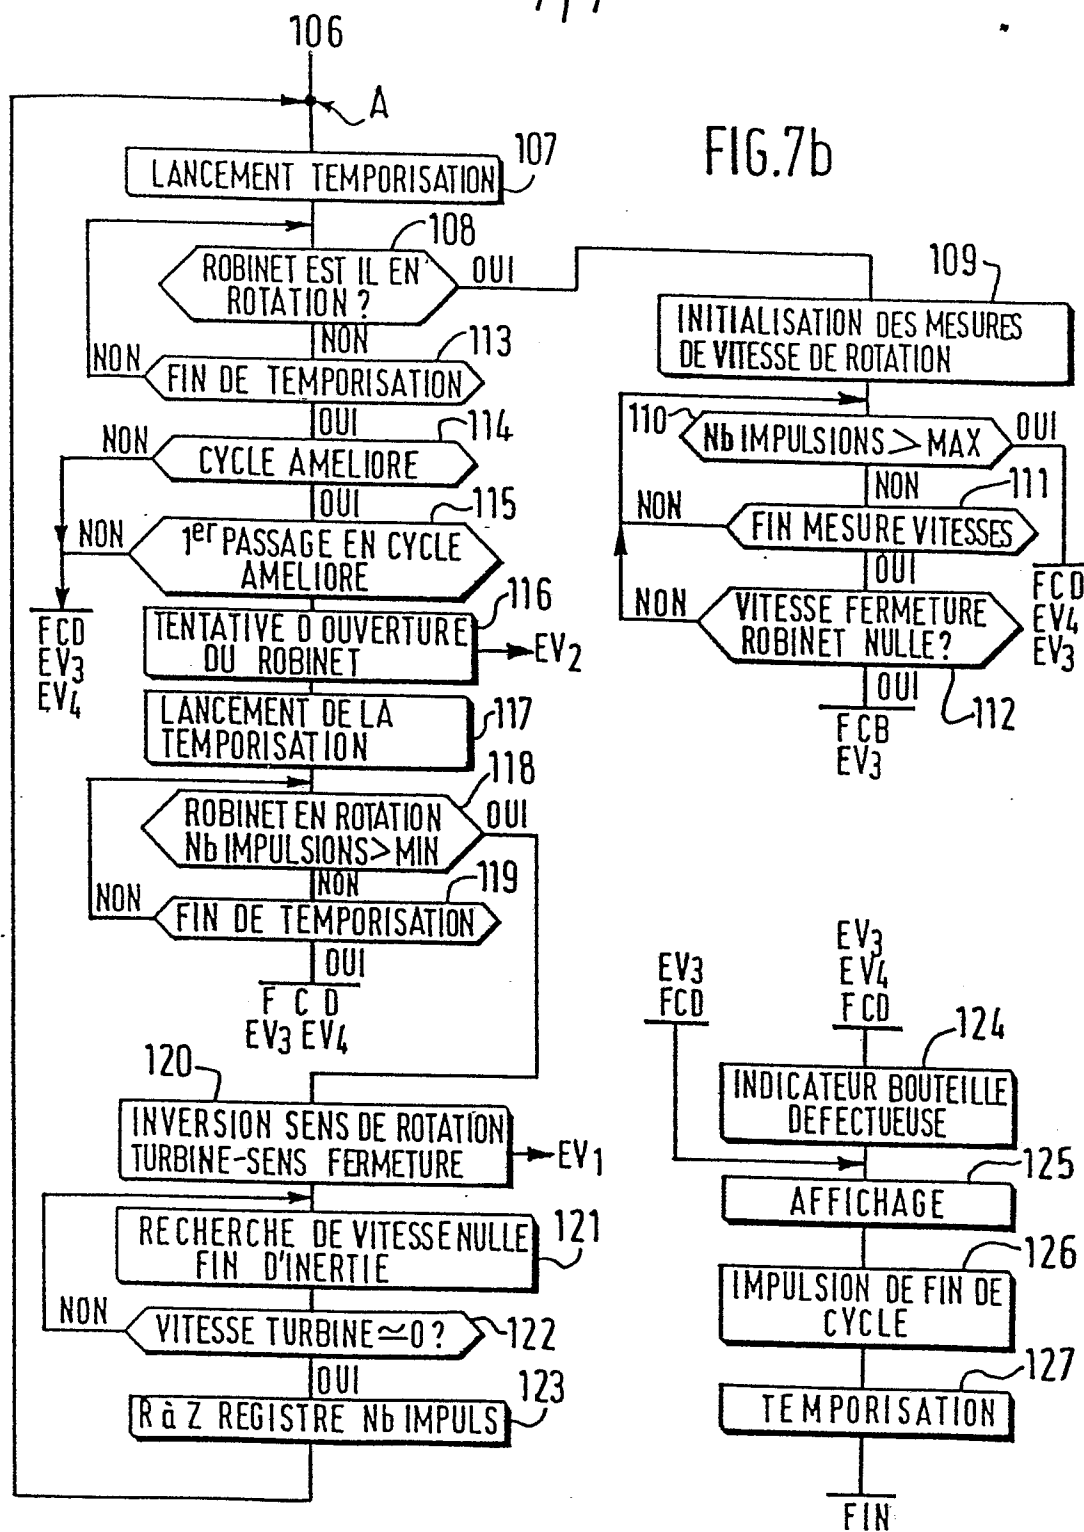 106
A
FIG.7b
107
LANCEMENT TEMPORISATION
108
ROBINET EST IL EN
ROTATION ?
OUI
NON
113
NON
FIN DE TEMPORISATION
OUI
114
NON
CYCLE AMELIORE
OUI
115
NON
1er PASSAGE EN CYCLE
AMELIORE
FCD
EV3
EV4
116
TENTATIVE D OUVERTURE
DU ROBINET
EV2
117
LANCEMENT DE LA
TEMPORISATION
118
ROBINET EN ROTATION
Nb IMPULSIONS > MIN
OUI
NON
119
NON
FIN DE TEMPORISATION
OUI
F C D
EV3 EV4
120
INVERSION SENS DE ROTATION
TURBINE-SENS FERMETURE
EV1
RECHERCHE DE VITESSE NULLE
FIN D'INERTIE
121
NON
VITESSE TURBINE ≃ 0 ?
122
OUI
123
R à Z REGISTRE Nb IMPULS
109
INITIALISATION DES MESURES
DE VITESSE DE ROTATION
110
Nb IMPULSIONS > MAX
OUI
NON
111
NON
FIN MESURE VITESSES
OUI
FCD
EV4
EV3
NON
VITESSE FERMETURE
ROBINET NULLE?
OUI
112
FCB
EV3
EV3
FCD
EV3
EV4
FCD
124
INDICATEUR BOUTEILLE
DEFECTUEUSE
125
AFFICHAGE
126
IMPULSION DE FIN DE
CYCLE
127
TEMPORISATION
FIN